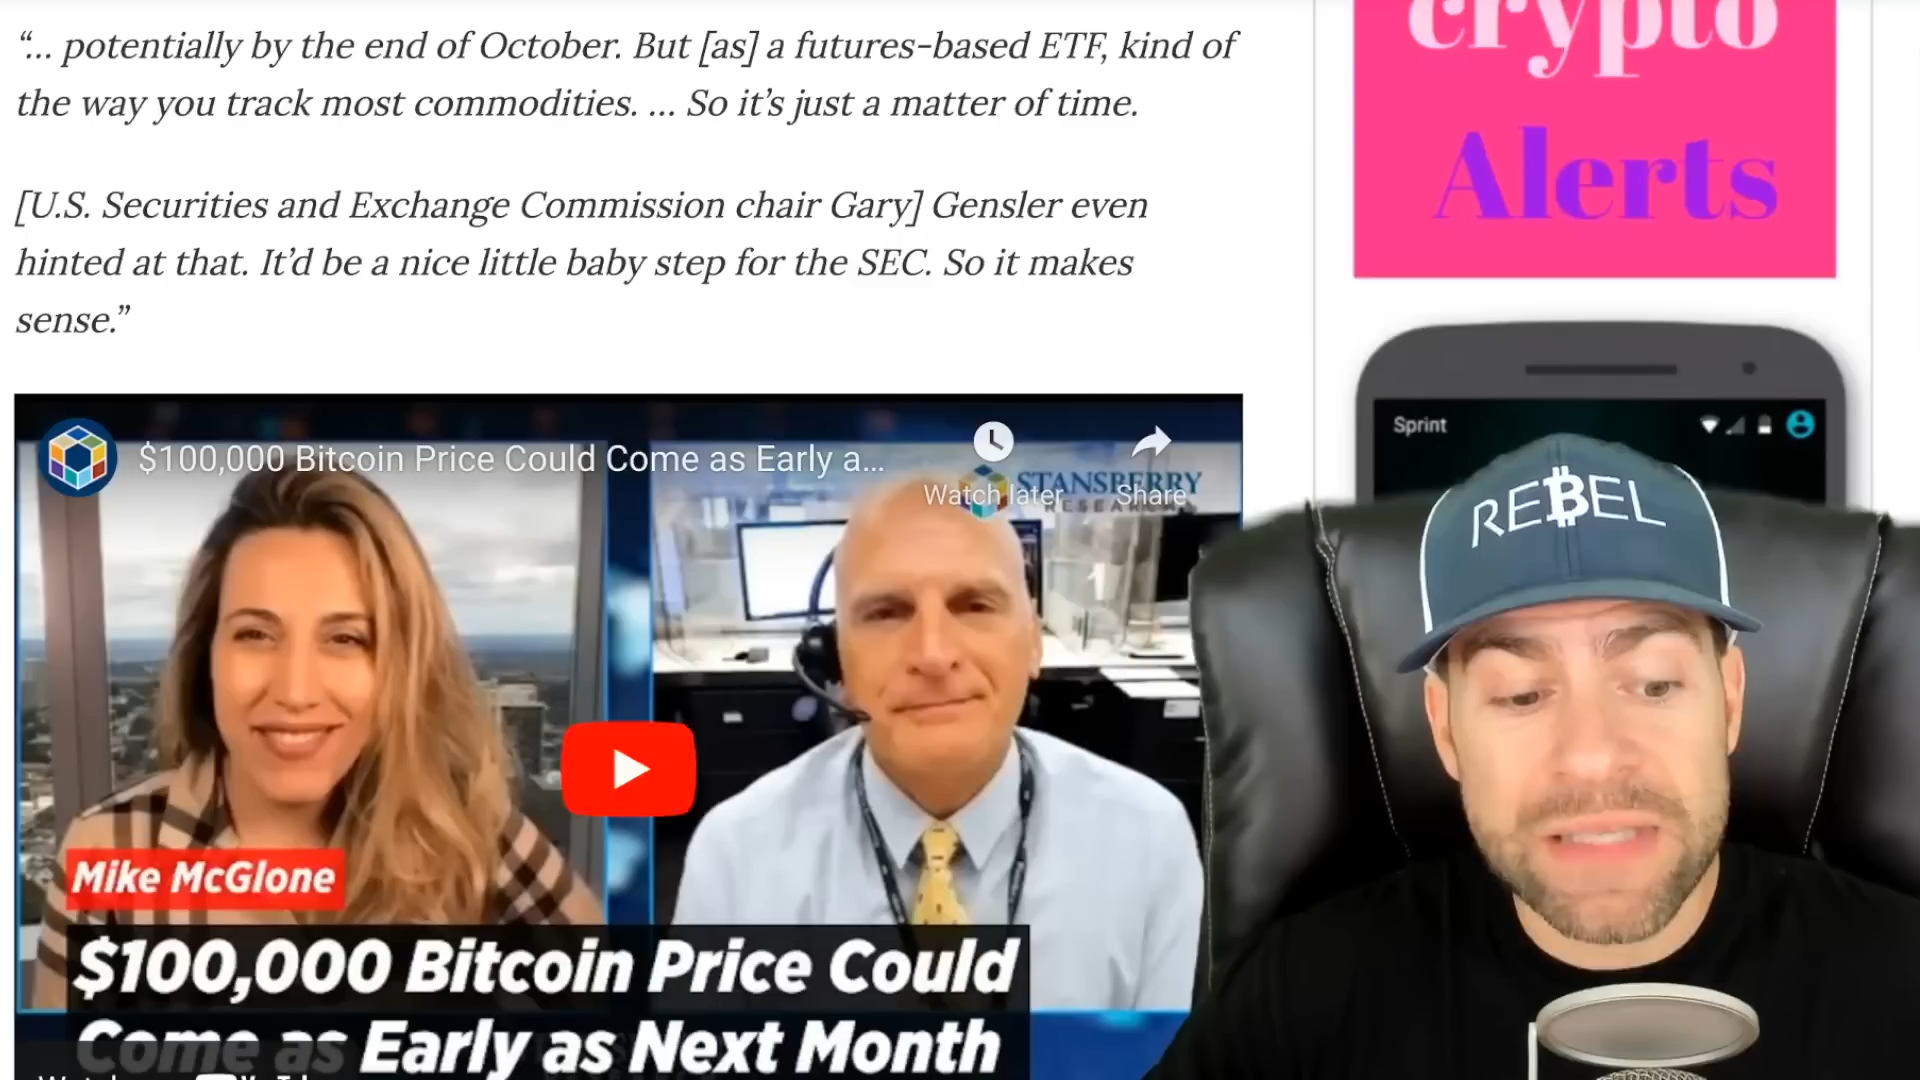 “... potentially by the end of October. But [as] a futures-based ETF, kind of
the way you track most commodities. ... So it’s just a matter of time.
[U.S. Securities and Exchange Commission chair Gary] Gensler even
hinted at that. It’d be a nice little baby step for the SEC. So it makes
sense.”
crypto
Alerts
Sprint
$100,000 Bitcoin Price Could Come as Early a...
Watch later
Share
STANSBERRY
RESEARCH
REBEL
Mike McGlone
$100,000 Bitcoin Price Could
Come as Early as Next Month